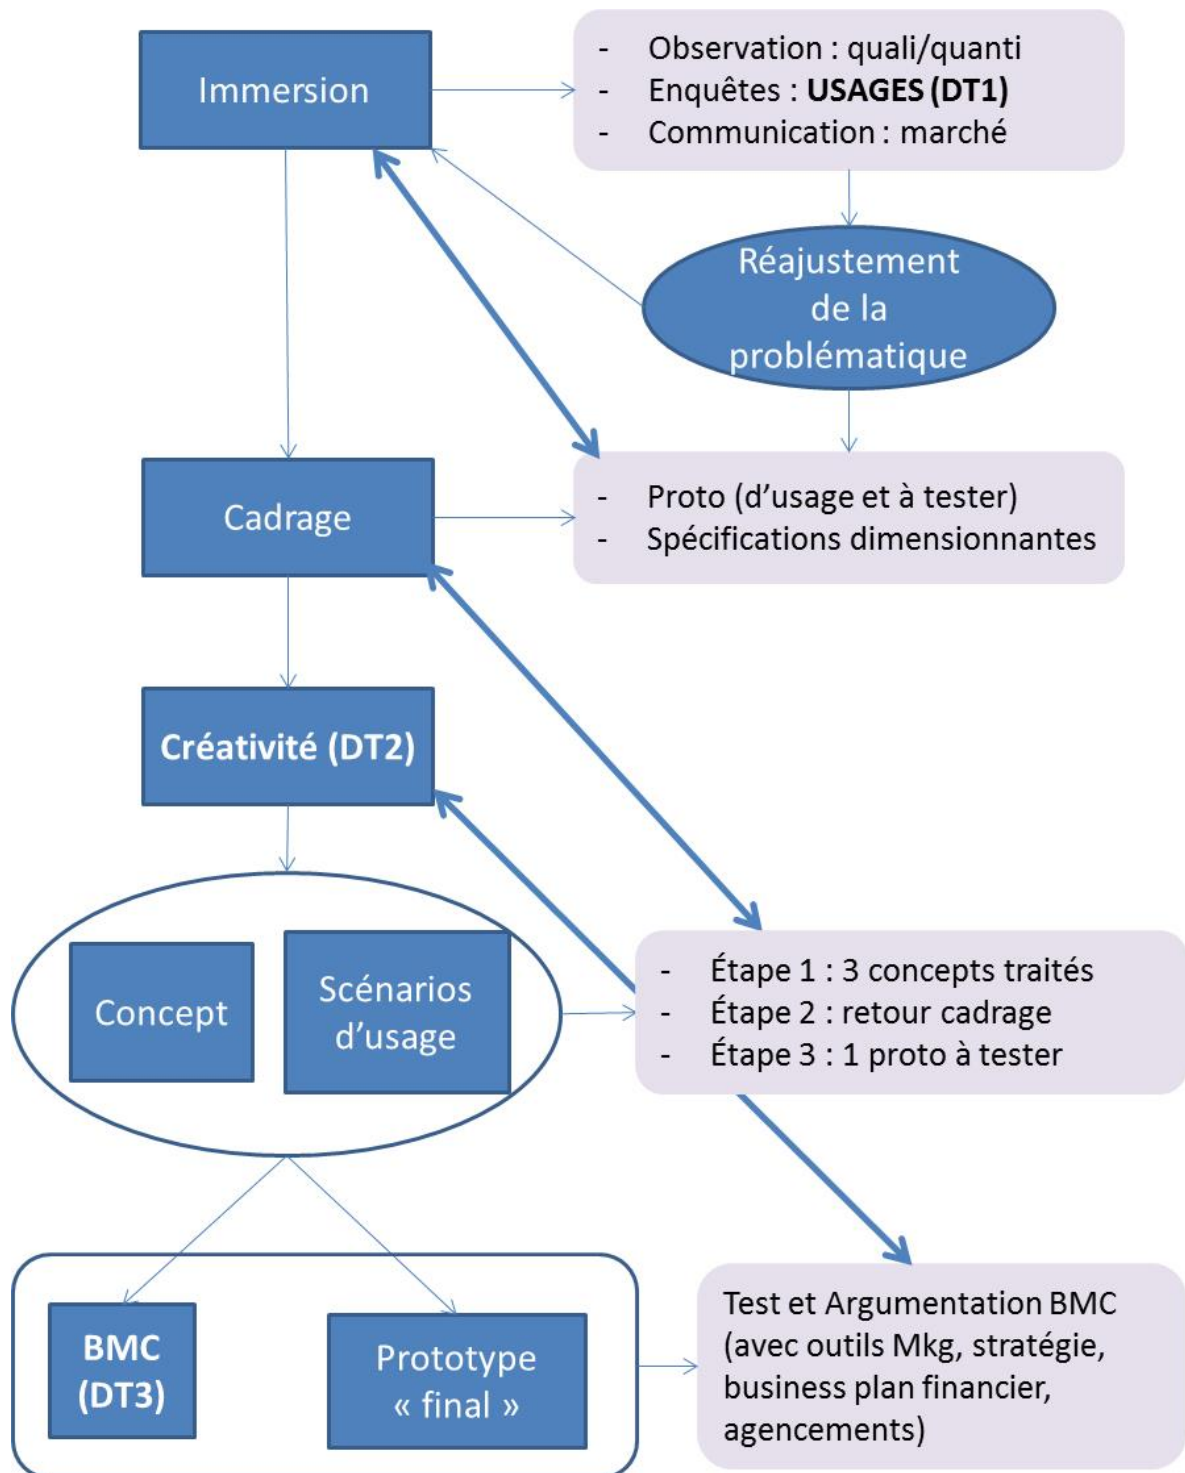 Immersion
- Observation : quali/quanti
- Enquêtes : USAGES (DT1)
- Communication : marché
Réajustement
de la
problématique
Cadrage
- Proto (d'usage et à tester)
- Spécifications dimensionnantes
Créativité (DT2)
Concept
Scénarios
d'usage
- Étape 1 : 3 concepts traités
- Étape 2 : retour cadrage
- Étape 3 : 1 proto à tester
BMC
(DT3)
Prototype
« final »
Test et Argumentation BMC
(avec outils Mkg, stratégie,
business plan financier,
agencements)